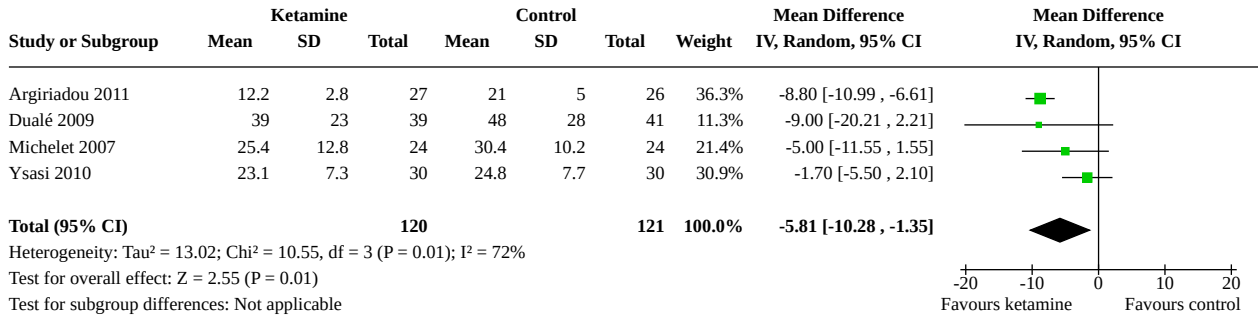 Ketamine Control Mean Difference Mean Difference
Study or Subgroup Mean SD Total Mean SD Total Weight IV, Random, 95% CI IV, Random, 95% CI
Argiriadou 2011 12.2 2.8 27 21 5 26 36.3% -8.80 [-10.99 , -6.61]
Dualé 2009 39 23 39 48 28 41 11.3% -9.00 [-20.21 , 2.21]
Michelet 2007 25.4 12.8 24 30.4 10.2 24 21.4% -5.00 [-11.55 , 1.55]
Ysasi 2010 23.1 7.3 30 24.8 7.7 30 30.9% -1.70 [-5.50 , 2.10]
Total (95% CI) 120 121 100.0% -5.81 [-10.28 , -1.35]
Heterogeneity: Tau² = 13.02; Chi² = 10.55, df = 3 (P = 0.01); I² = 72%
Test for overall effect: Z = 2.55 (P = 0.01)
Test for subgroup differences: Not applicable
-20 -10 0 10 20
Favours ketamine Favours control